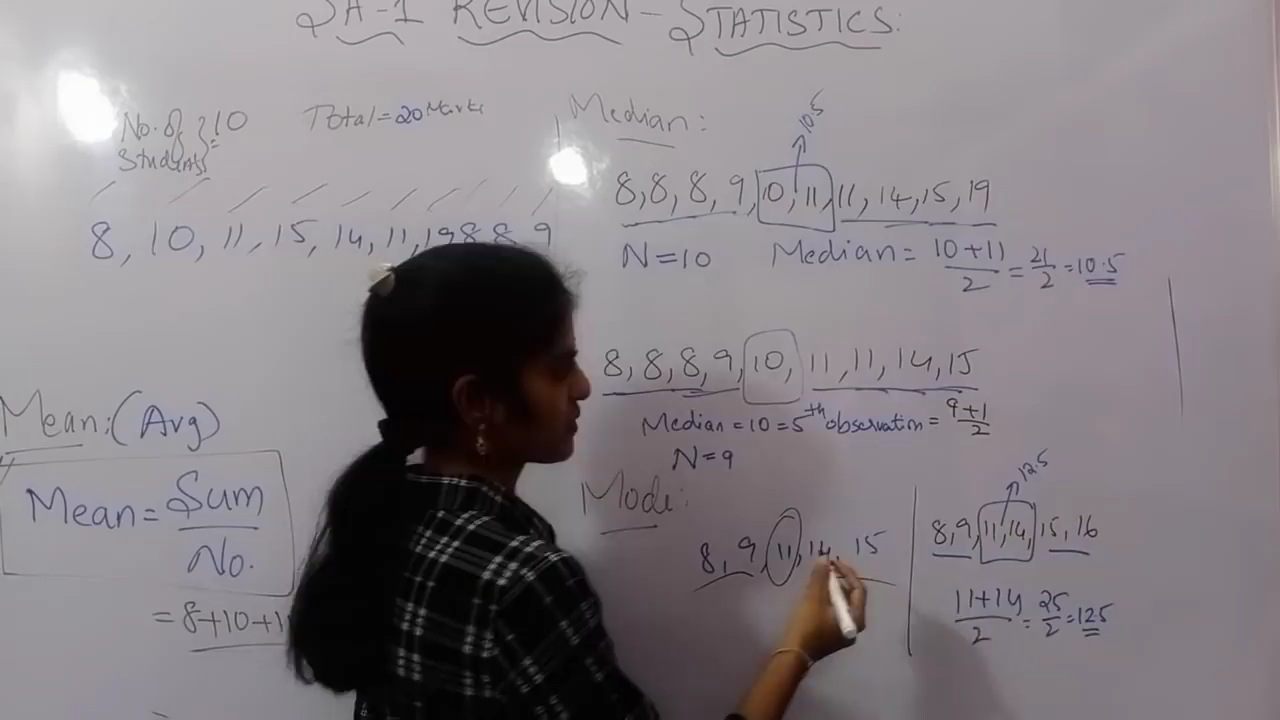 SA-1 REVISION - STATISTICS:
No. of Students } = 10
Total = 20 Marks
8, 10, 11, 15, 14, 11, 19 8 8, 9
Mean: (Avg)
Mean = Sum / No.
= 8+10+1
Median:
10.5
8, 8, 8, 9, 10, 11, 11, 14, 15, 19
N = 10 Median = 10+11 / 2 = 21/2 = 10.5
8, 8, 8, 9, 10, 11, 11, 14, 15
Median = 10 = 5th observation = 9+1 / 2
N = 9
Mode:
8, 9, 11, 14, 15
12.5
8, 9, 11, 14, 15, 16
11+14 / 2 = 25/2 = 12.5